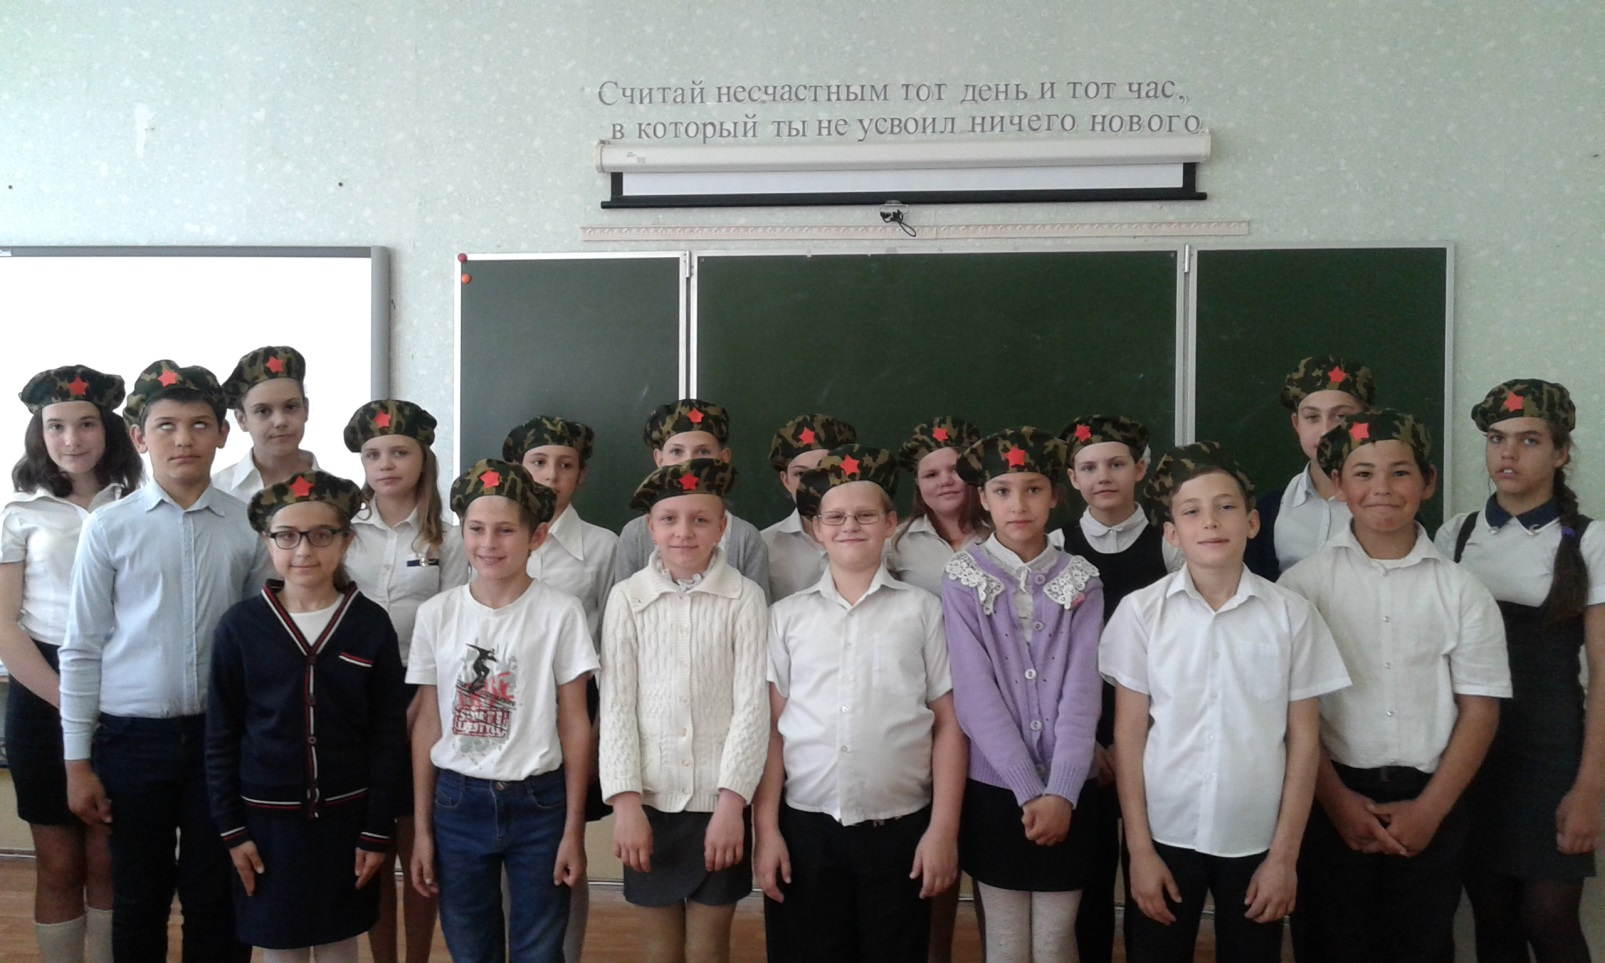 Считай несчастным тот день и тот час,
в который ты не усвоил ничего нового